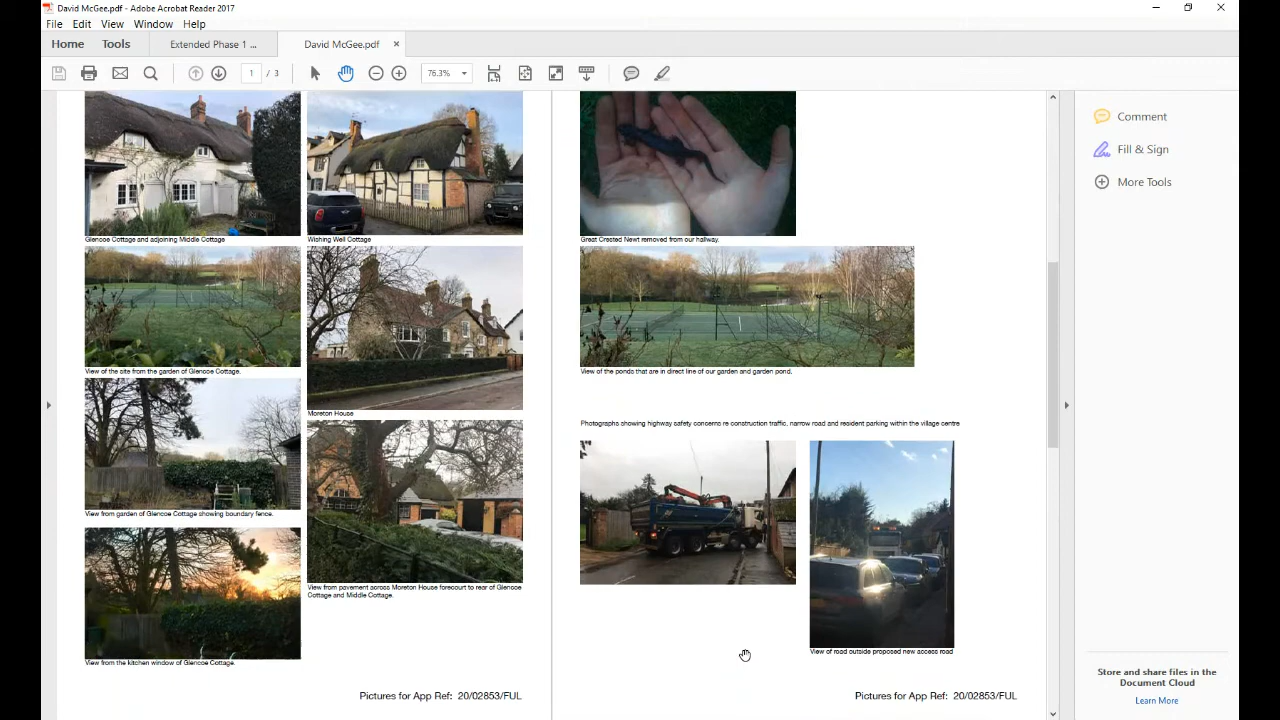 David McGee.pdf - Adobe Acrobat Reader 2017
File Edit View Window Help
Home Tools Extended Phase 1 ... David McGee.pdf ×
1 / 3 76.3%
Comment
Fill & Sign
More Tools
Glencoe Cottage and adjoining Middle Cottage
Wishing Well Cottage
View of the site from the garden of Glencoe Cottage.
Moreton House
View from garden of Glencoe Cottage showing boundary fence.
View from pavement across Moreton House forecourt to rear of Glencoe
Cottage and Middle Cottage.
View from the kitchen window of Glencoe Cottage.
Pictures for App Ref: 20/02853/FUL
Great Crested Newt removed from our hallway.
View of the ponds that are in direct line of our garden and garden pond.
Photographs showing highway safety concerns re construction traffic, narrow road and resident parking within the village centre
View of road outside proposed new access road
Pictures for App Ref: 20/02853/FUL
Store and share files in the
Document Cloud
Learn More